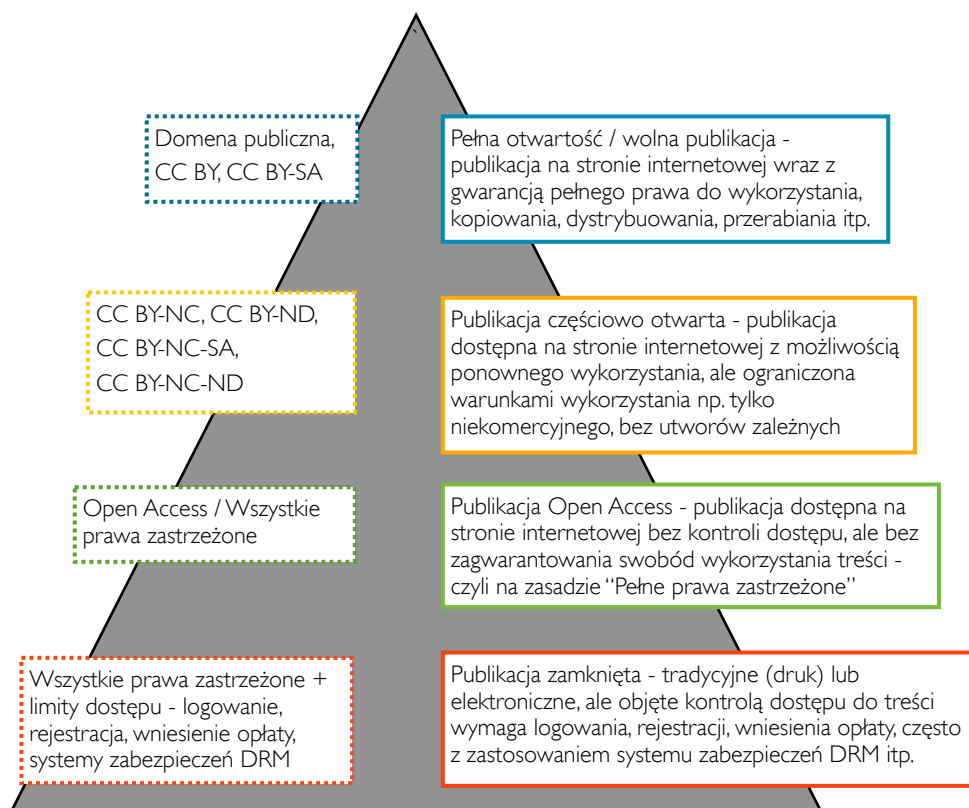 Domena publiczna,
CC BY, CC BY-SA
Pełna otwartość / wolna publikacja -
publikacja na stronie internetowej wraz z
gwarancją pełnego prawa do wykorzystania,
kopiowania, dystrybuowania, przerabiania itp.
CC BY-NC, CC BY-ND,
CC BY-NC-SA,
CC BY-NC-ND
Publikacja częściowo otwarta - publikacja
dostępna na stronie internetowej z możliwością
ponownego wykorzystania, ale ograniczona
warunkami wykorzystania np. tylko
niekomercyjnego, bez utworów zależnych
Open Access / Wszystkie
prawa zastrzeżone
Publikacja Open Access - publikacja dostępna na
stronie internetowej bez kontroli dostępu, ale bez
zagwarantowania swobód wykorzystania treści -
czyli na zasadzie “Pełne prawa zastrzeżone”
Wszystkie prawa zastrzeżone +
limity dostępu - logowanie,
rejestracja, wniesienie opłaty,
systemy zabezpieczeń DRM
Publikacja zamknięta - tradycyjne (druk) lub
elektroniczne, ale objęte kontrolą dostępu do treści
wymaga logowania, rejestracji, wniesienia opłaty, często
z zastosowaniem systemu zabezpieczeń DRM itp.